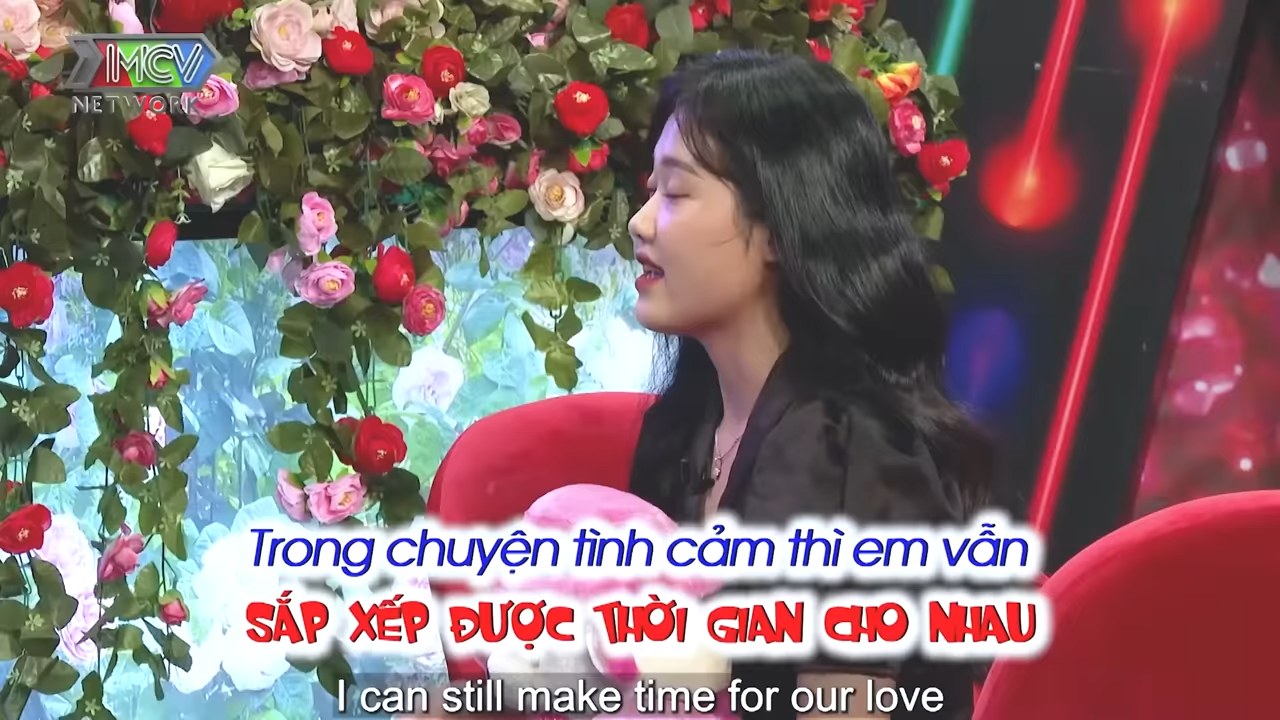 MCV
NETWORK
Trong chuyện tình cảm thì em vẫn
SẮP XẾP ĐƯỢC THỜI GIAN CHO NHAU
I can still make time for our love